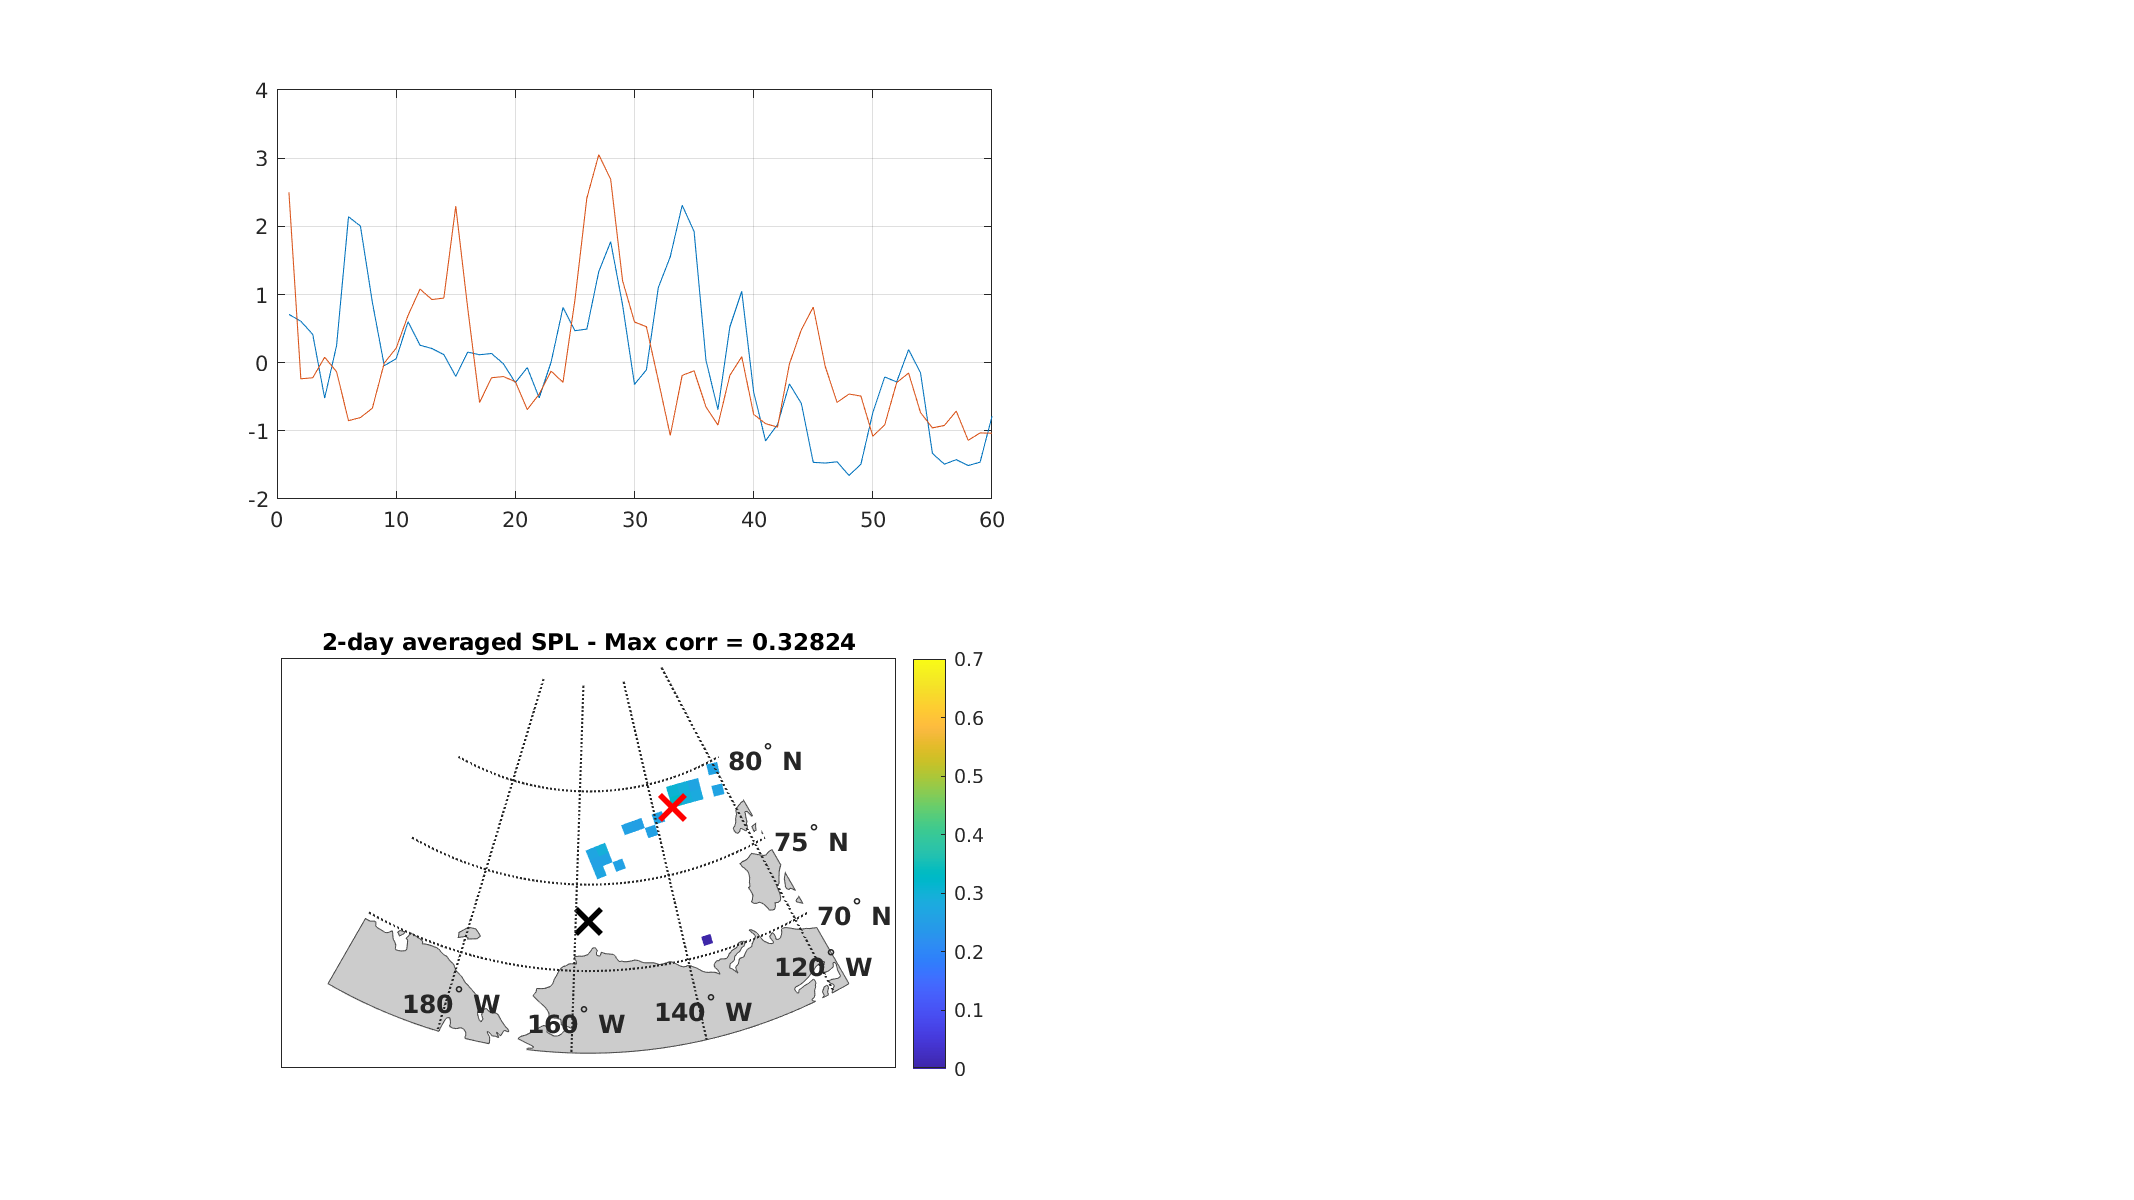 4
3
2
1
0
-1
-2
0 10 20 30 40 50 60
2-day averaged SPL - Max corr = 0.32824
80° N
75° N
70° N
120° W
180° W
140° W
160° W
0.7
0.6
0.5
0.4
0.3
0.2
0.1
0